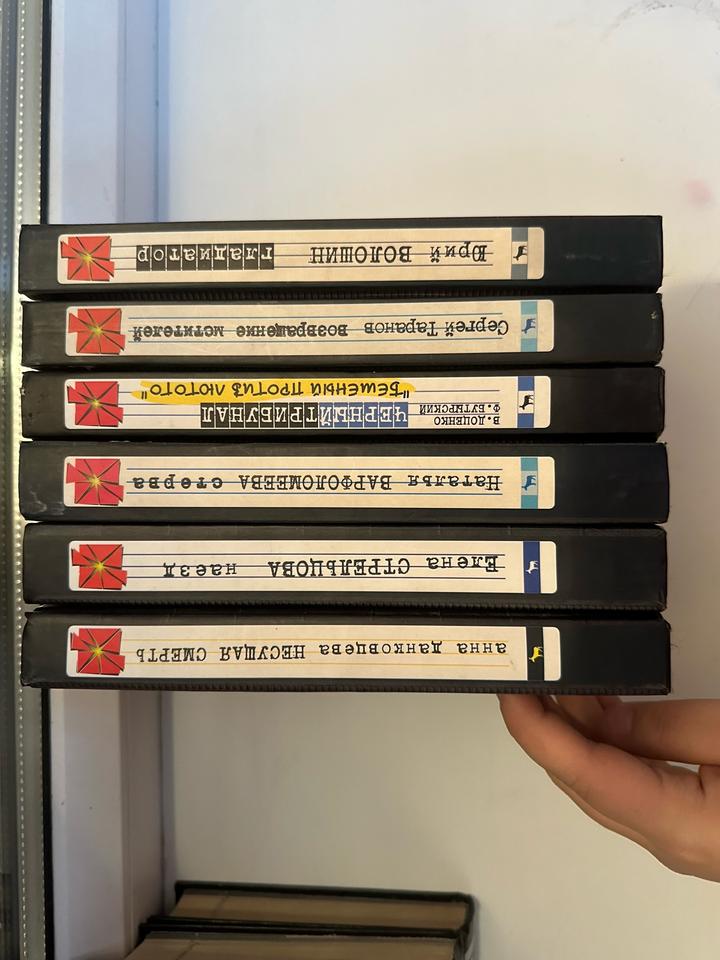 Юрий ВОЛОШИН гладиатор
Сергей Таранов возвращение мстителей
В. ДОЦЕНКО
Ф. БУТЫРСКИЙ
ЧЕРНЫЙ ТРИБУНАЛ
"БЕШЕНЫЙ ПРОТИВ ЛЮТОГО"
Наталья ВАРФОЛОМЕЕВА стерва
Елена СТРЕЛЬЦОВА наезд
анна данковцева НЕСУЩАЯ СМЕРТЬ